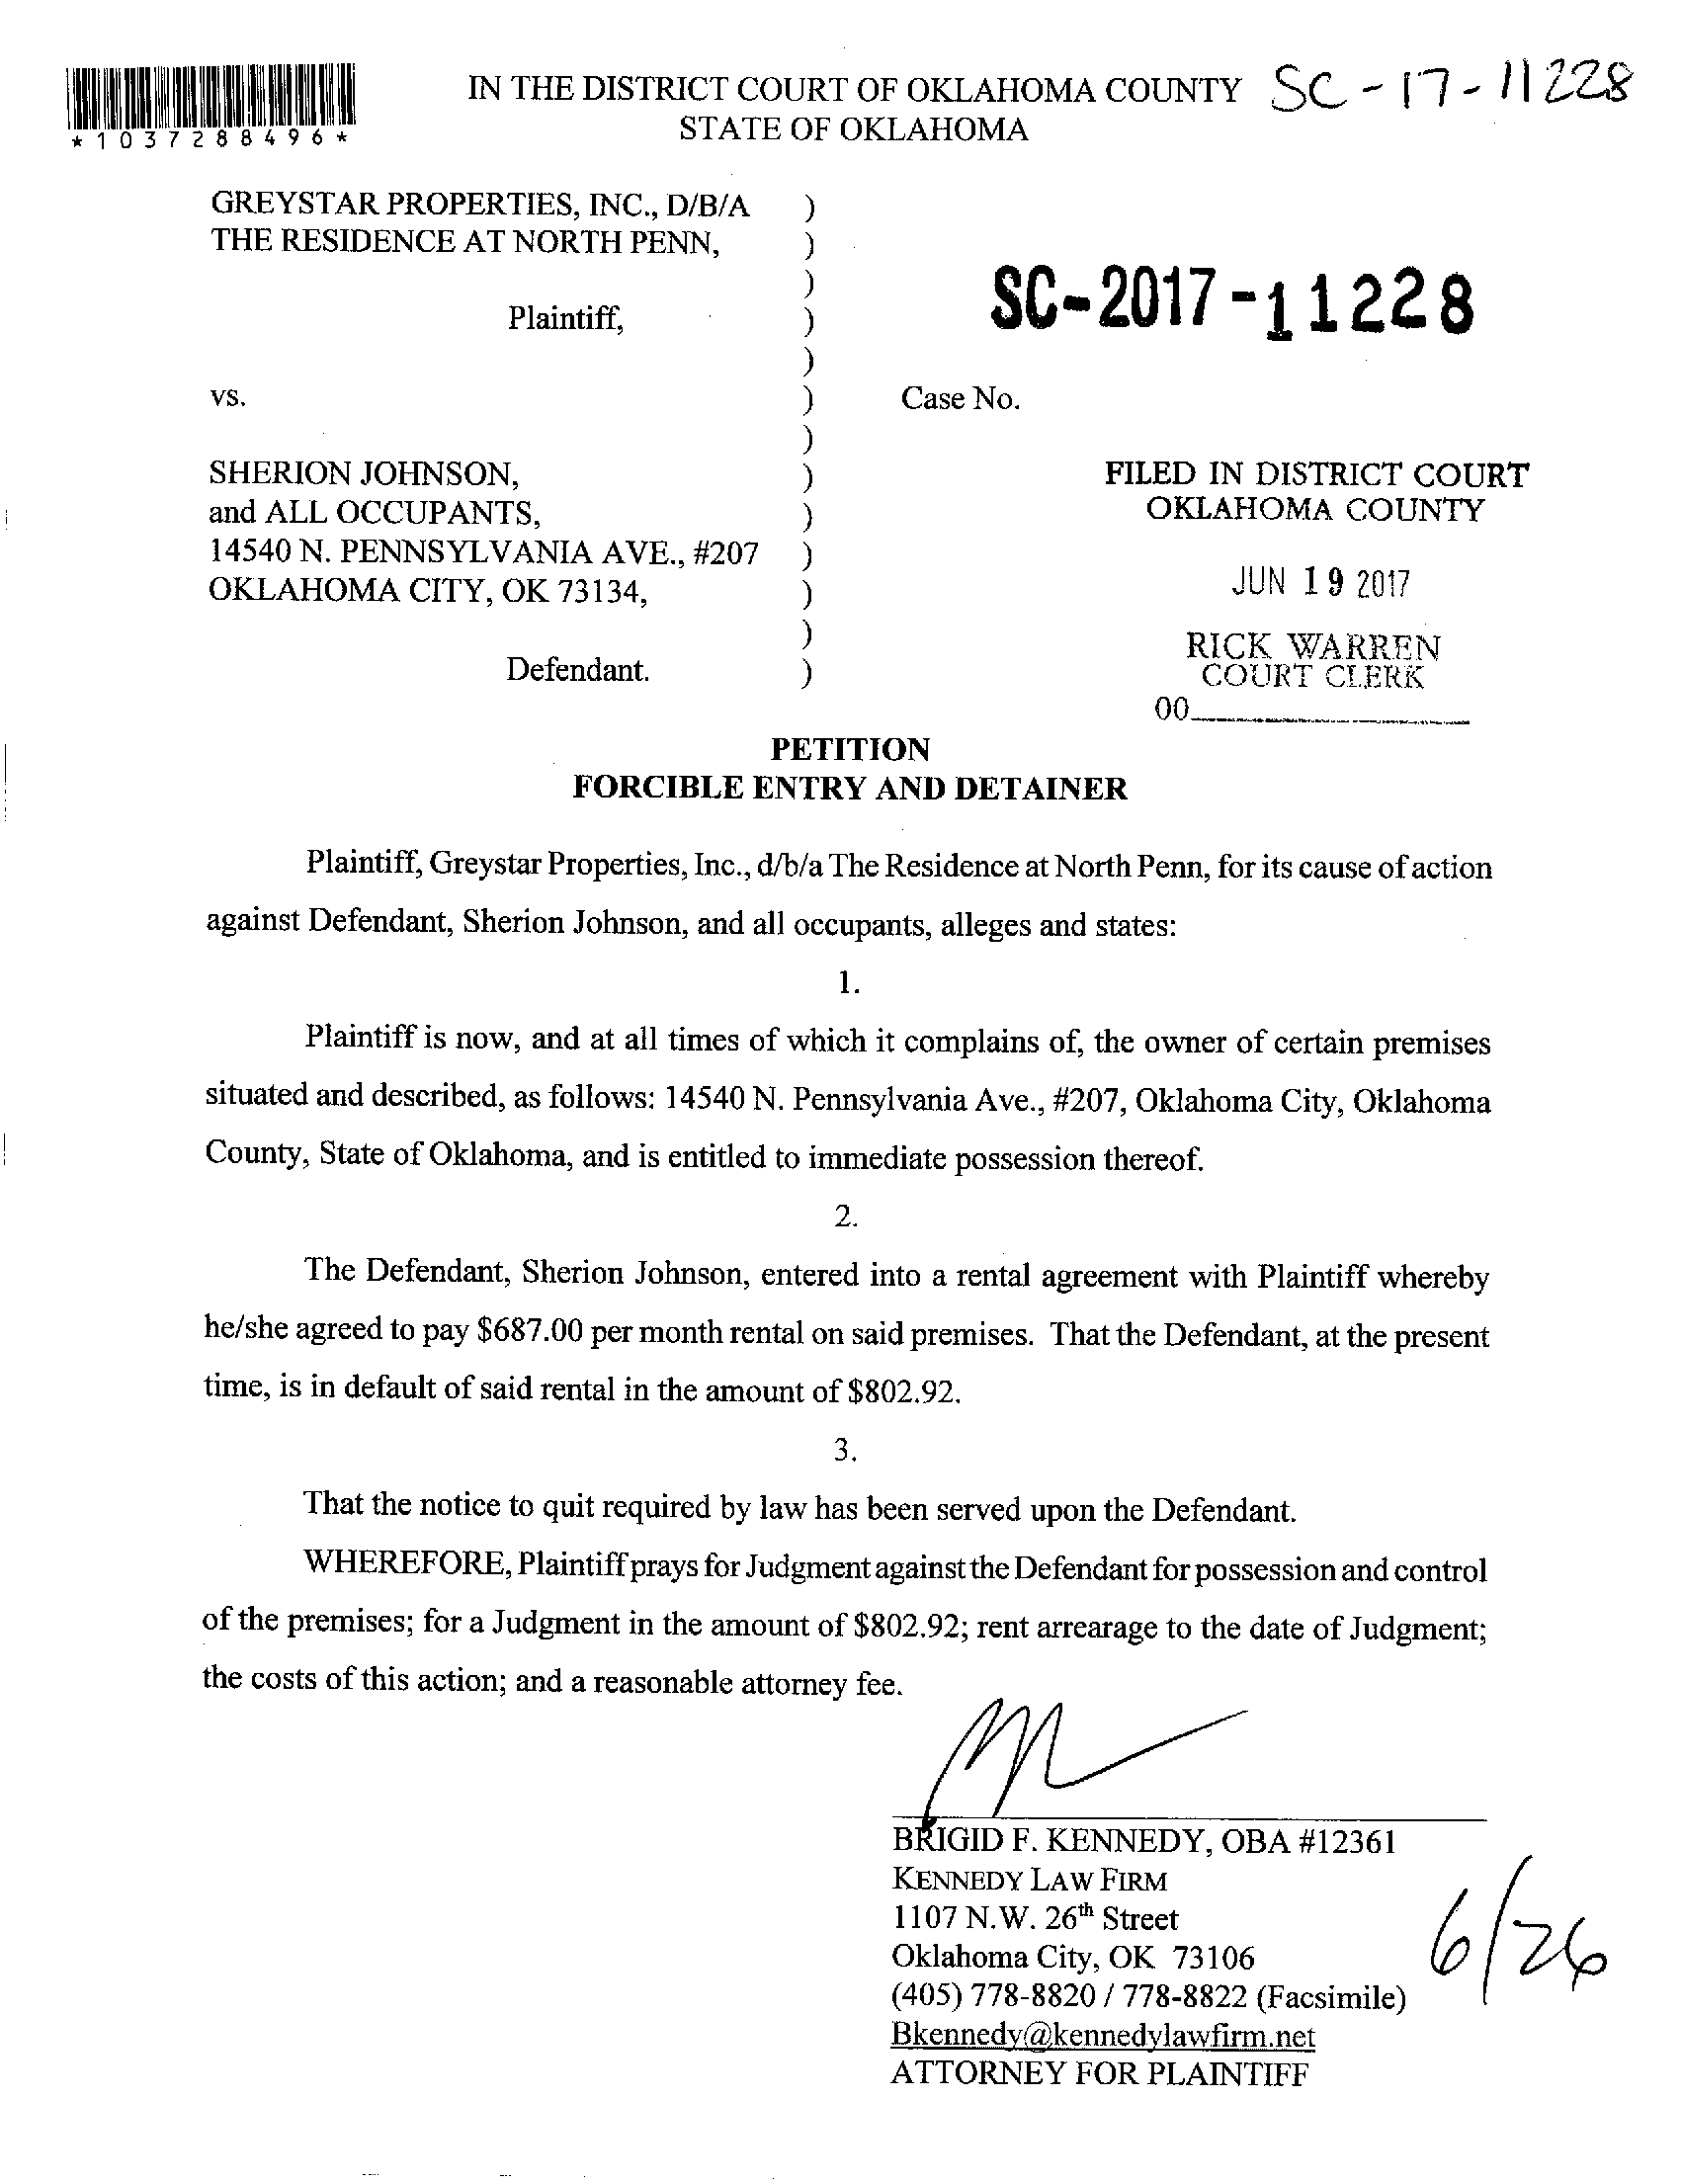 IN THE DISTRICT COURT OF OKLAHOMA COUNTY SC-17-11228
STATE OF OKLAHOMA
*1037288496*
GREYSTAR PROPERTIES, INC., D/B/A )
THE RESIDENCE AT NORTH PENN, )
)
Plaintiff, )
SC-2017-11228
)
vs. ) Case No.
)
SHERION JOHNSON, )
and ALL OCCUPANTS, )
14540 N. PENNSYLVANIA AVE., #207 )
OKLAHOMA CITY, OK 73134, )
)
Defendant. )
FILED IN DISTRICT COURT
OKLAHOMA COUNTY
JUN 19 2017
RICK WARREN
COURT CLERK
00
PETITION
FORCIBLE ENTRY AND DETAINER
Plaintiff, Greystar Properties, Inc., d/b/a The Residence at North Penn, for its cause of action
against Defendant, Sherion Johnson, and all occupants, alleges and states:
1.
Plaintiff is now, and at all times of which it complains of, the owner of certain premises
situated and described, as follows: 14540 N. Pennsylvania Ave., #207, Oklahoma City, Oklahoma
County, State of Oklahoma, and is entitled to immediate possession thereof.
2.
The Defendant, Sherion Johnson, entered into a rental agreement with Plaintiff whereby
he/she agreed to pay $687.00 per month rental on said premises. That the Defendant, at the present
time, is in default of said rental in the amount of $802.92.
3.
That the notice to quit required by law has been served upon the Defendant.
WHEREFORE, Plaintiff prays for Judgment against the Defendant for possession and control
of the premises; for a Judgment in the amount of $802.92; rent arrearage to the date of Judgment;
the costs of this action; and a reasonable attorney fee.
BRIGID F. KENNEDY, OBA #12361
KENNEDY LAW FIRM
1107 N.W. 26th Street
Oklahoma City, OK 73106
(405) 778-8820 / 778-8822 (Facsimile)
Bkennedy@kennedylawfirm.net
ATTORNEY FOR PLAINTIFF
6/26